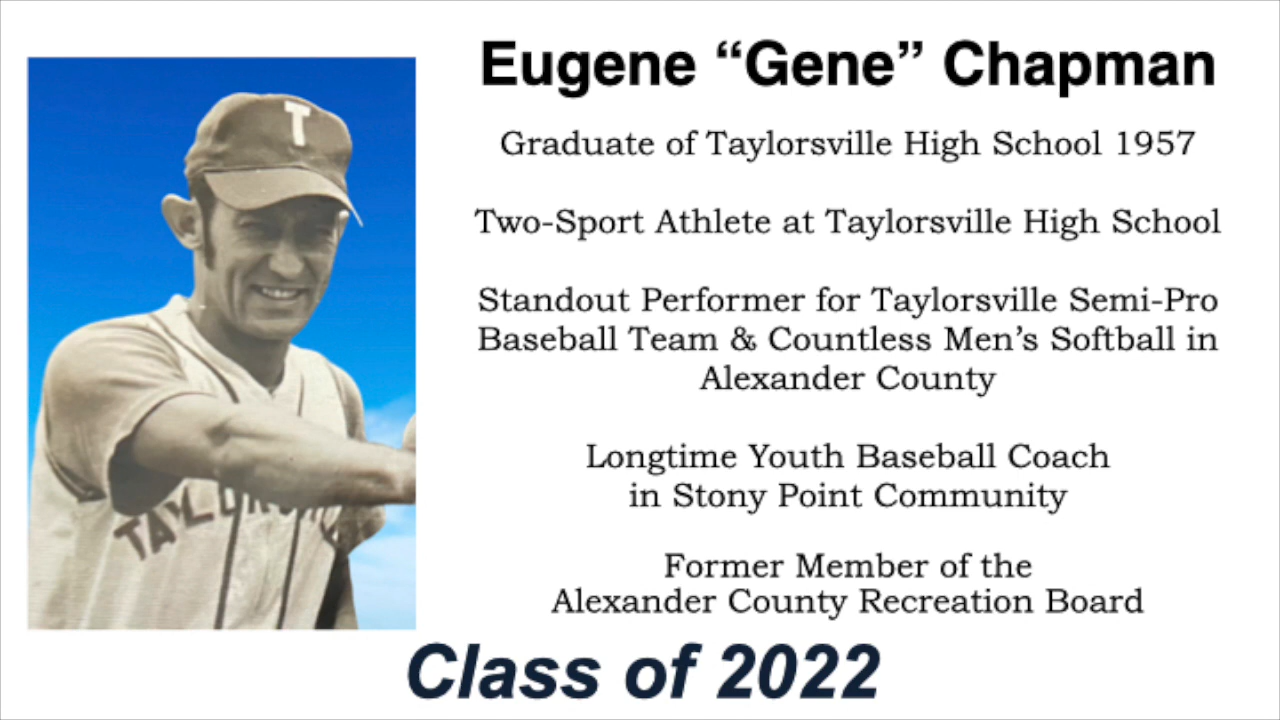 Eugene “Gene” Chapman
Graduate of Taylorsville High School 1957
Two-Sport Athlete at Taylorsville High School
Standout Performer for Taylorsville Semi-Pro
Baseball Team & Countless Men’s Softball in
Alexander County
Longtime Youth Baseball Coach
in Stony Point Community
Former Member of the
Alexander County Recreation Board
Class of 2022
T